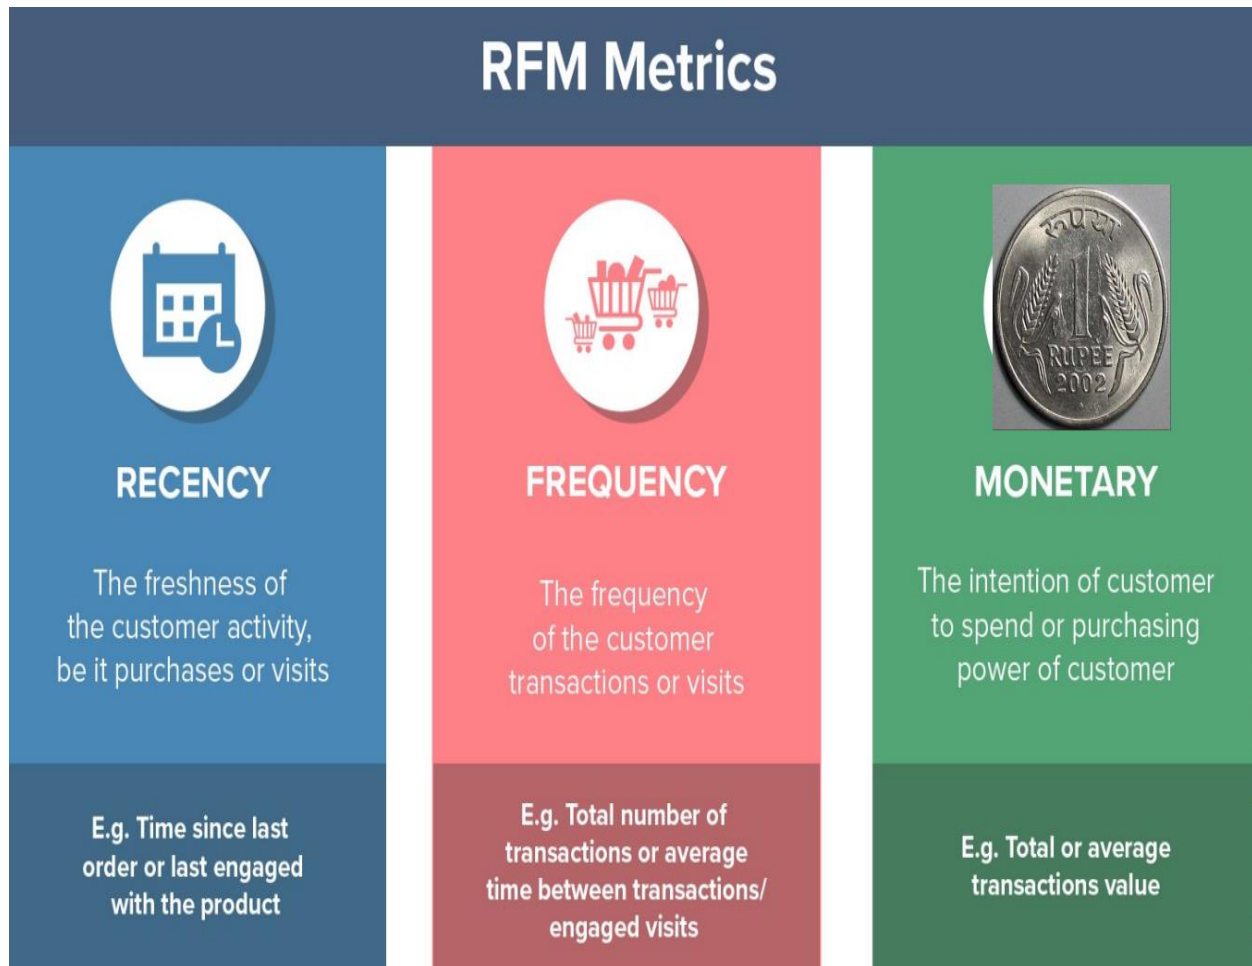 RFM Metrics
RECENCY
The freshness of
the customer activity,
be it purchases or visits
E.g. Time since last
order or last engaged
with the product
FREQUENCY
The frequency
of the customer
transactions or visits
E.g. Total number of
transactions or average
time between transactions/
engaged visits
रुपया
1
RUPEE
2002
MONETARY
The intention of customer
to spend or purchasing
power of customer
E.g. Total or average
transactions value